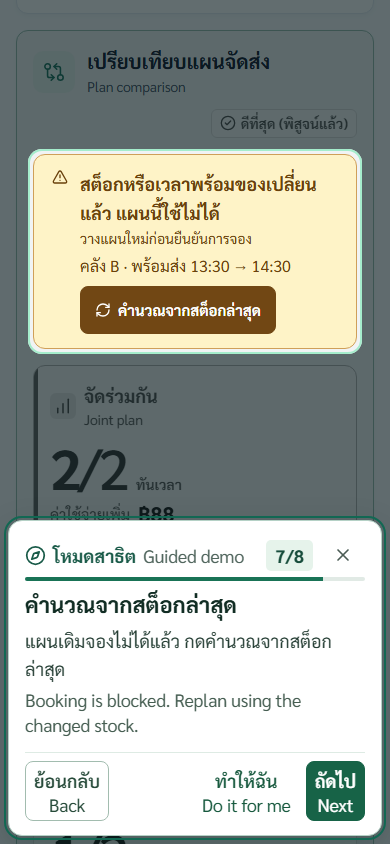 เปรียบเทียบแผนจัดส่ง
Plan comparison
ดีที่สุด (พิสูจน์แล้ว)
สต็อกหรือเวลาพร้อมของเปลี่ยน
แล้ว แผนนี้ใช้ไม่ได้
วางแผนใหม่ก่อนยืนยันการจอง
คลัง B · พร้อมส่ง 13:30 → 14:30
คำนวณจากสต็อกล่าสุด
จัดร่วมกัน
Joint plan
2/2 ทันเวลา
ค่าใช้จ่ายเพิ่ม ฿88
โหมดสาธิต Guided demo 7/8
คำนวณจากสต็อกล่าสุด
แผนเดิมจองไม่ได้แล้ว กดคำนวณจากสต็อก
ล่าสุด
Booking is blocked. Replan using the
changed stock.
ย้อนกลับ ทำให้ฉัน ถัดไป
Back Do it for me Next